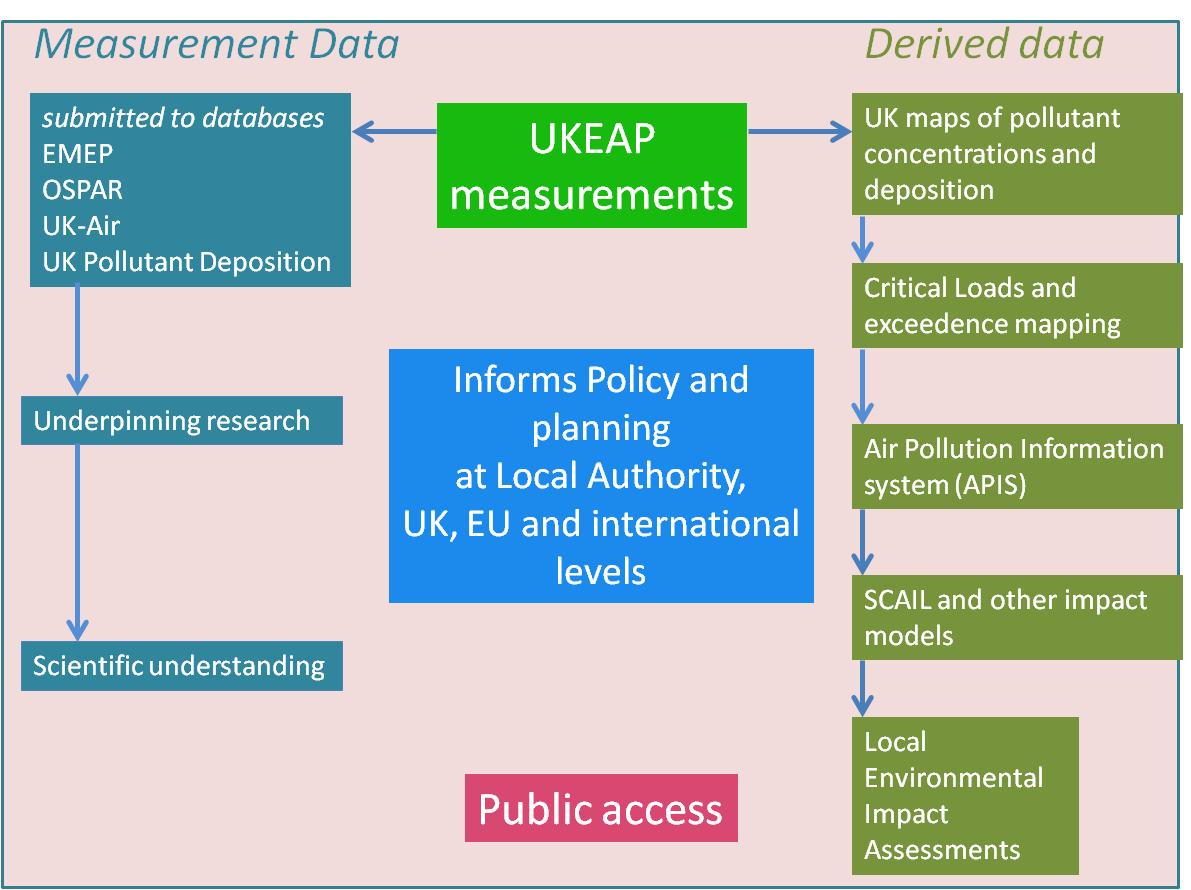 Measurement Data
Derived data
submitted to databases
EMEP
OSPAR
UK-Air
UK Pollutant Deposition
UKEAP
measurements
UK maps of pollutant
concentrations and
deposition
Critical Loads and
exceedence mapping
Informs Policy and
planning
at Local Authority,
UK, EU and international
levels
Underpinning research
Air Pollution Information
system (APIS)
SCAIL and other impact
models
Scientific understanding
Local
Environmental
Impact
Assessments
Public access